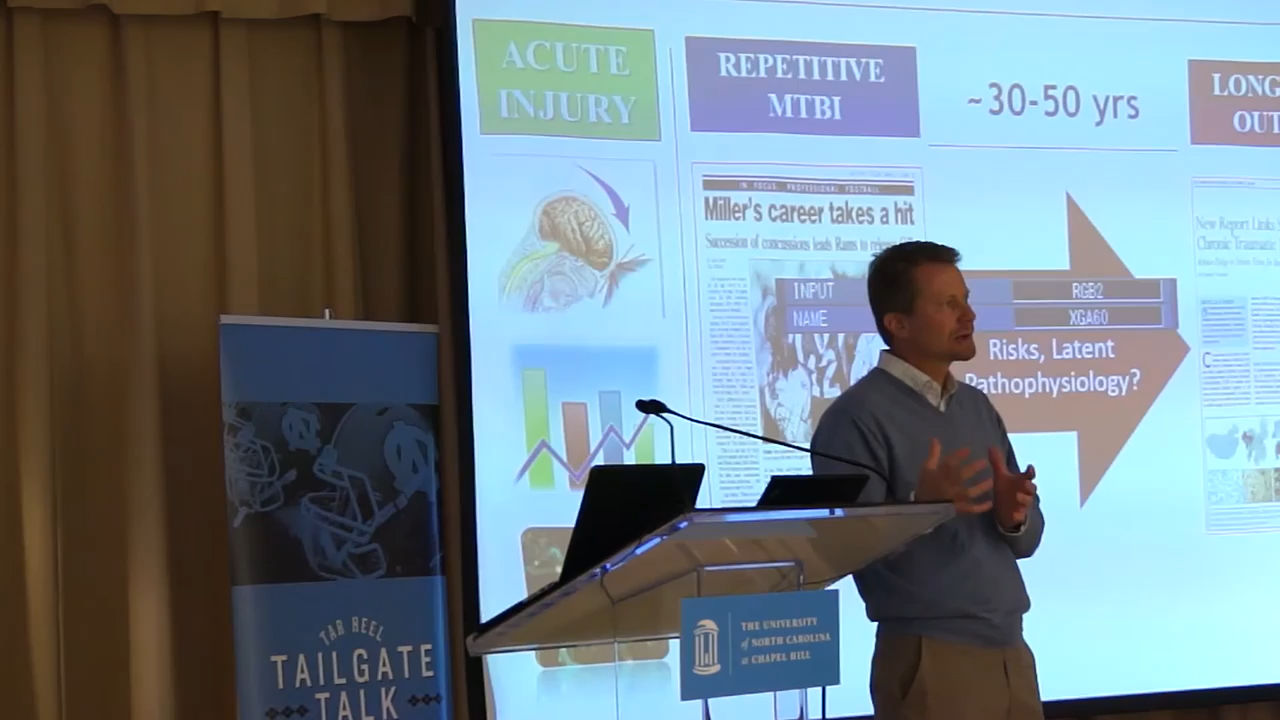 ACUTE
INJURY
REPETITIVE
MTBI
~30-50 yrs
LONG
OUT
IN FOCUS: PROFESSIONAL FOOTBALL
Miller's career takes a hit
Succession of concussions leads Rams to release
New Report Links
Chronic Traumatic
INPUT RGB2
NAME XGA60
Risks, Latent
Pathophysiology?
TAR HEEL
TAILGATE
TALK
THE UNIVERSITY
of NORTH CAROLINA
at CHAPEL HILL